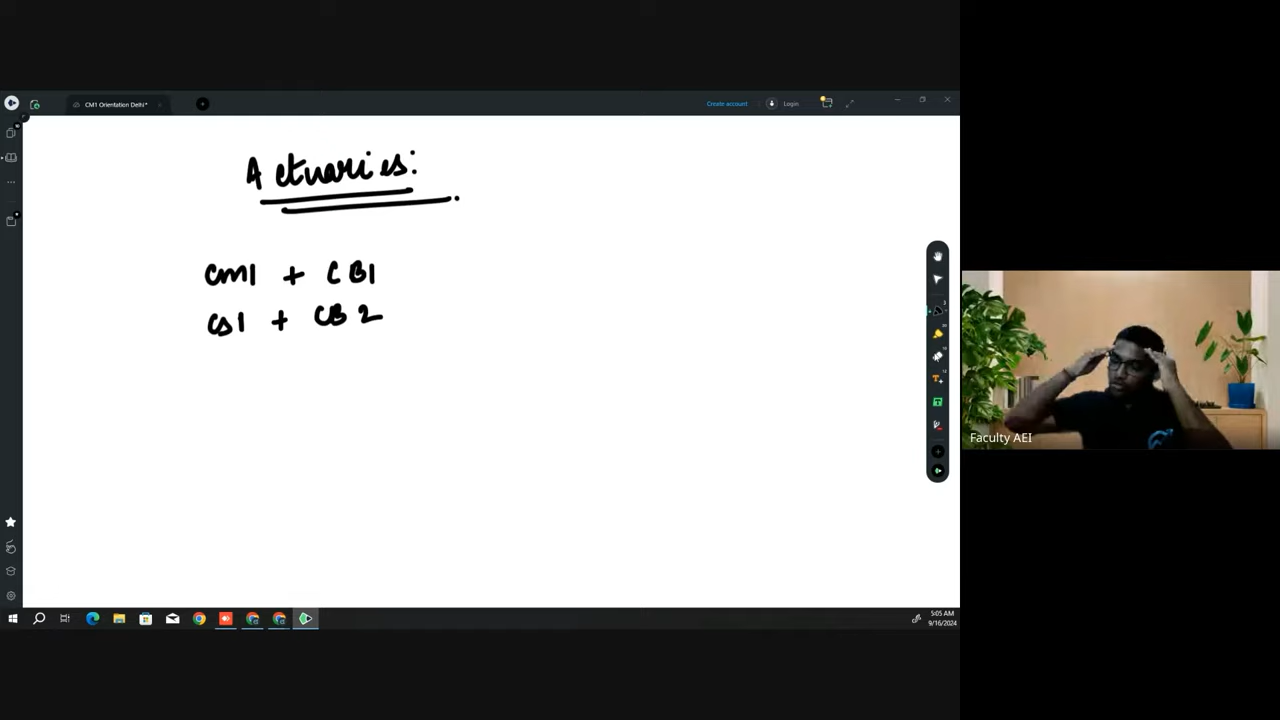 CM1 Orientation Delhi*
Create account
Login
Actuaries:
CM1 + CB1
CS1 + CB2
Faculty AEI
5:05 AM
9/16/2024